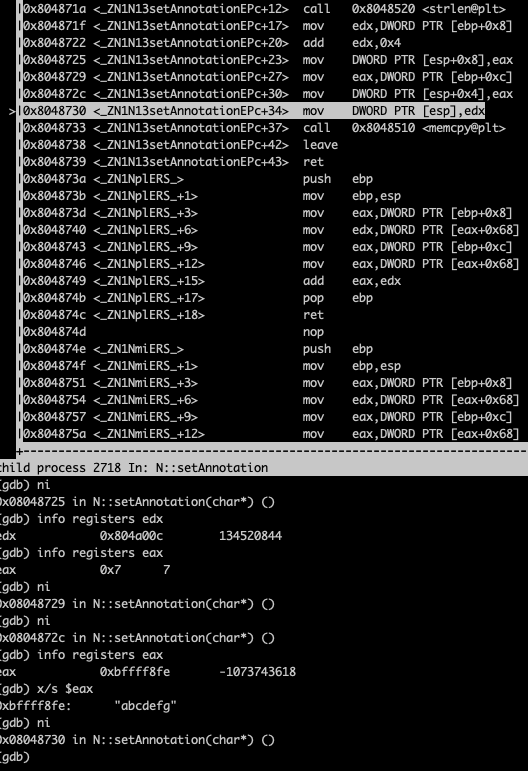 |0x804871a <_ZN1N13setAnnotationEPc+12> call 0x8048520 <strlen@plt>
|0x804871f <_ZN1N13setAnnotationEPc+17> mov edx,DWORD PTR [ebp+0x8]
|0x8048722 <_ZN1N13setAnnotationEPc+20> add edx,0x4
|0x8048725 <_ZN1N13setAnnotationEPc+23> mov DWORD PTR [esp+0x8],eax
|0x8048729 <_ZN1N13setAnnotationEPc+27> mov eax,DWORD PTR [ebp+0xc]
|0x804872c <_ZN1N13setAnnotationEPc+30> mov DWORD PTR [esp+0x4],eax
>|0x8048730 <_ZN1N13setAnnotationEPc+34> mov DWORD PTR [esp],edx
|0x8048733 <_ZN1N13setAnnotationEPc+37> call 0x8048510 <memcpy@plt>
|0x8048738 <_ZN1N13setAnnotationEPc+42> leave
|0x8048739 <_ZN1N13setAnnotationEPc+43> ret
|0x804873a <_ZN1NplERS_> push ebp
|0x804873b <_ZN1NplERS_+1> mov ebp,esp
|0x804873d <_ZN1NplERS_+3> mov eax,DWORD PTR [ebp+0x8]
|0x8048740 <_ZN1NplERS_+6> mov edx,DWORD PTR [eax+0x68]
|0x8048743 <_ZN1NplERS_+9> mov eax,DWORD PTR [ebp+0xc]
|0x8048746 <_ZN1NplERS_+12> mov eax,DWORD PTR [eax+0x68]
|0x8048749 <_ZN1NplERS_+15> add eax,edx
|0x804874b <_ZN1NplERS_+17> pop ebp
|0x804874c <_ZN1NplERS_+18> ret
|0x804874d nop
|0x804874e <_ZN1NmiERS_> push ebp
|0x804874f <_ZN1NmiERS_+1> mov ebp,esp
|0x8048751 <_ZN1NmiERS_+3> mov eax,DWORD PTR [ebp+0x8]
|0x8048754 <_ZN1NmiERS_+6> mov edx,DWORD PTR [eax+0x68]
|0x8048757 <_ZN1NmiERS_+9> mov eax,DWORD PTR [ebp+0xc]
|0x804875a <_ZN1NmiERS_+12> mov eax,DWORD PTR [eax+0x68]
child process 2718 In: N::setAnnotation
(gdb) ni
0x08048725 in N::setAnnotation(char*) ()
(gdb) info registers edx
edx 0x804a00c 134520844
(gdb) info registers eax
eax 0x7 7
(gdb) ni
0x08048729 in N::setAnnotation(char*) ()
(gdb) ni
0x0804872c in N::setAnnotation(char*) ()
(gdb) info registers eax
eax 0xbffff8fe -1073743618
(gdb) x/s $eax
0xbffff8fe: "abcdefg"
(gdb) ni
0x08048730 in N::setAnnotation(char*) ()
(gdb)